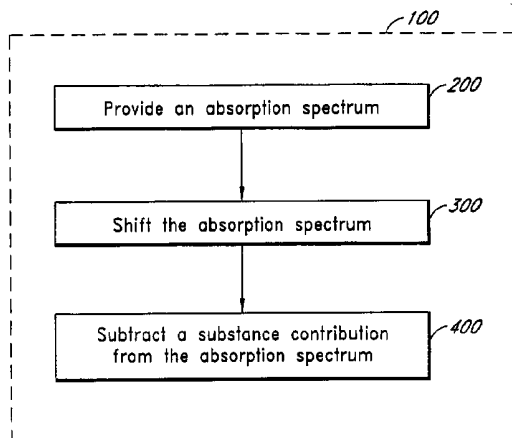 100
200
Provide an absorption spectrum
300
Shift the absorption spectrum
400
Subtract a substance contribution
from the absorption spectrum